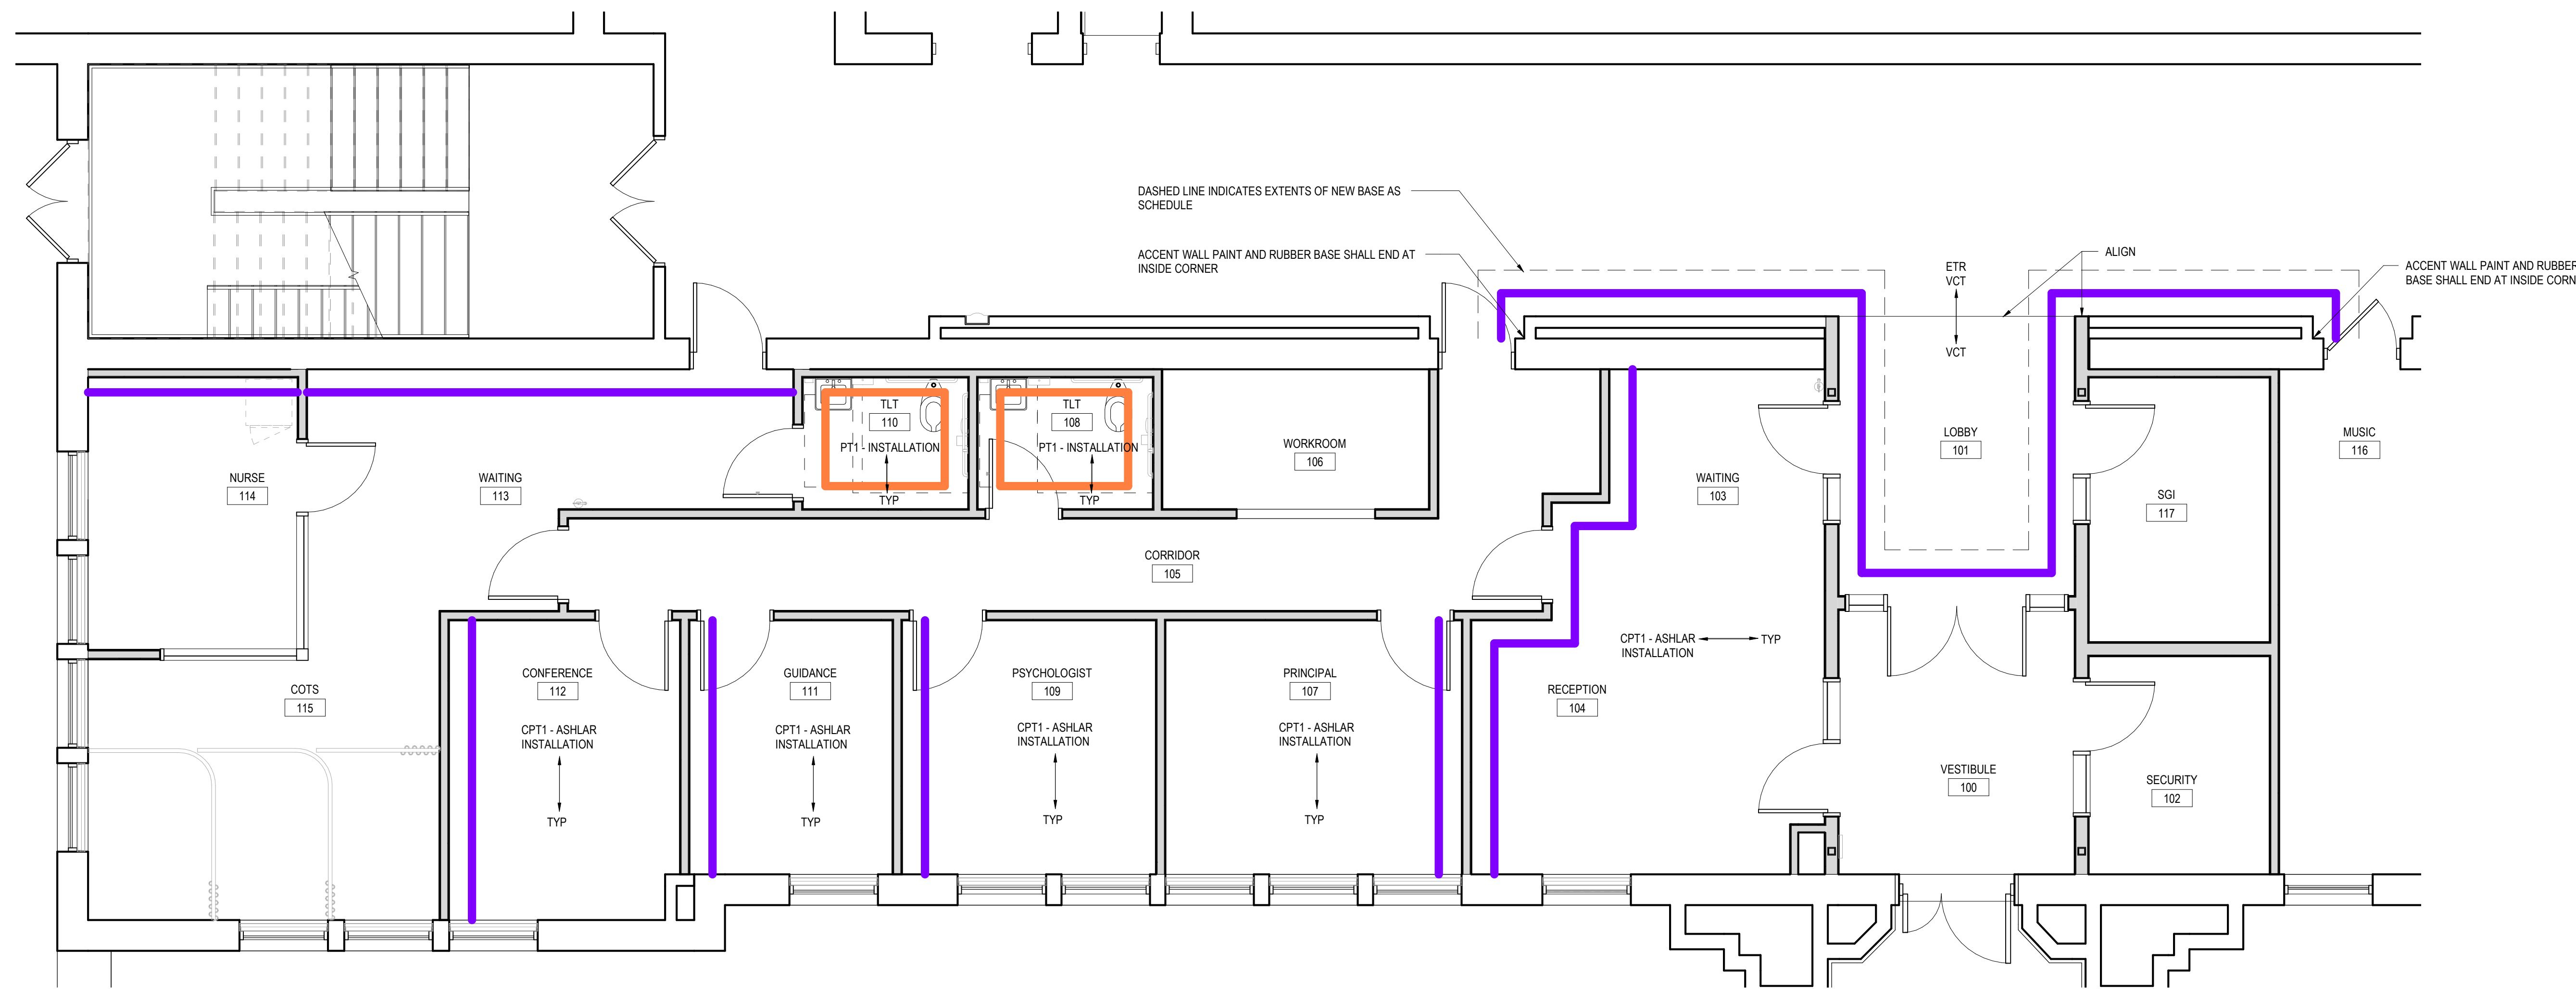 DASHED LINE INDICATES EXTENTS OF NEW BASE AS
SCHEDULE
ACCENT WALL PAINT AND RUBBER BASE SHALL END AT
INSIDE CORNER
ALIGN
ETR
VCT
VCT
ACCENT WALL PAINT AND RUBBER
BASE SHALL END AT INSIDE CORN
TLT
110
PT1 - INSTALLATION
TYP
TLT
108
PT1 - INSTALLATION
TYP
WORKROOM
106
LOBBY
101
MUSIC
116
NURSE
114
WAITING
113
WAITING
103
SGI
117
CORRIDOR
105
CPT1 - ASHLAR
INSTALLATION
TYP
COTS
115
CONFERENCE
112
CPT1 - ASHLAR
INSTALLATION
TYP
GUIDANCE
111
CPT1 - ASHLAR
INSTALLATION
TYP
PSYCHOLOGIST
109
CPT1 - ASHLAR
INSTALLATION
TYP
PRINCIPAL
107
CPT1 - ASHLAR
INSTALLATION
TYP
RECEPTION
104
VESTIBULE
100
SECURITY
102